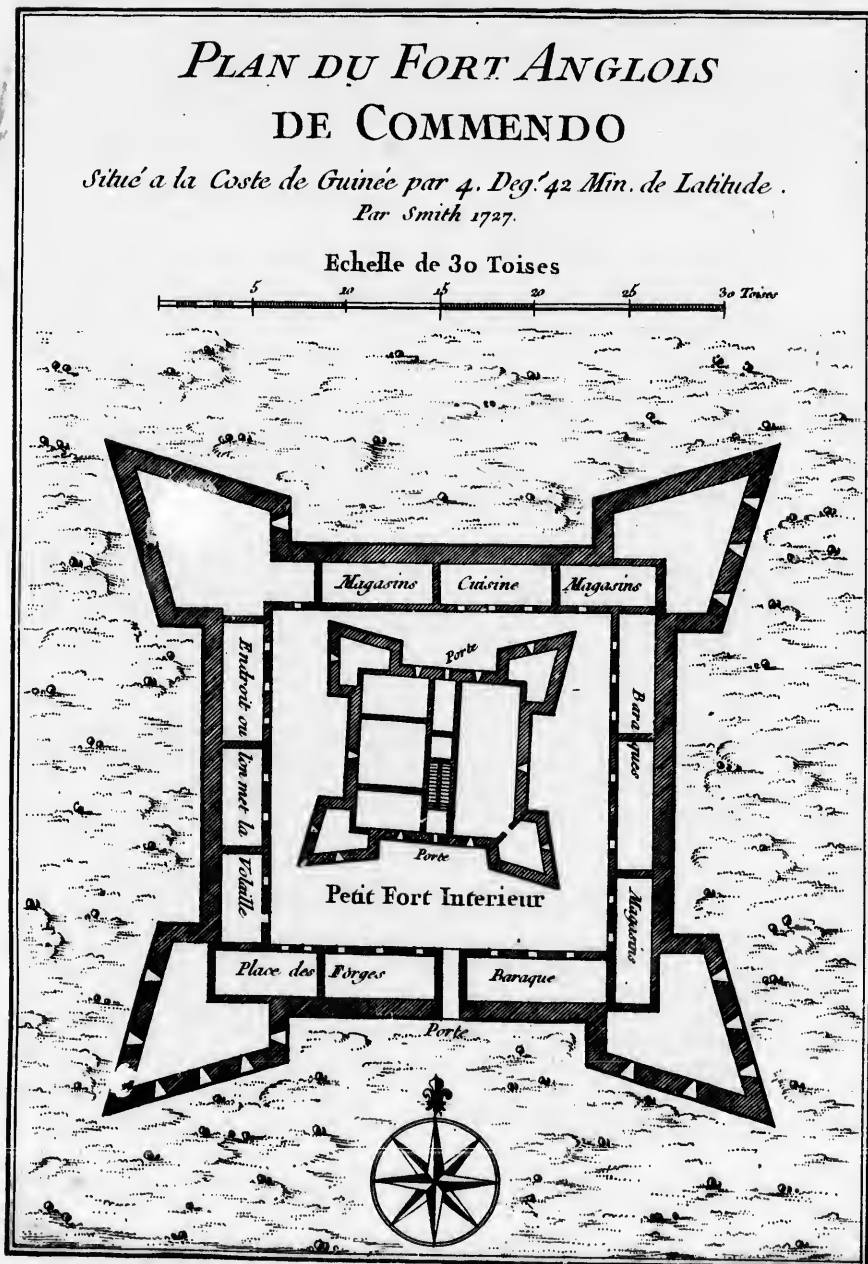 PLAN DU FORT ANGLOIS
DE COMMENDO
Situé a la Coste de Guinée par 4. Deg.ʳ 42 Min. de Latitude.
Par Smith 1727.
Echelle de 30 Toises
5 10 15 20 25 30 Toises
Magasins Cuisine Magasins
Endroit ou l'on met la Volaille
Porte
Baraques
Porte
Petit Fort Interieur
Magasins
Place des Forges
Baraque
Porte